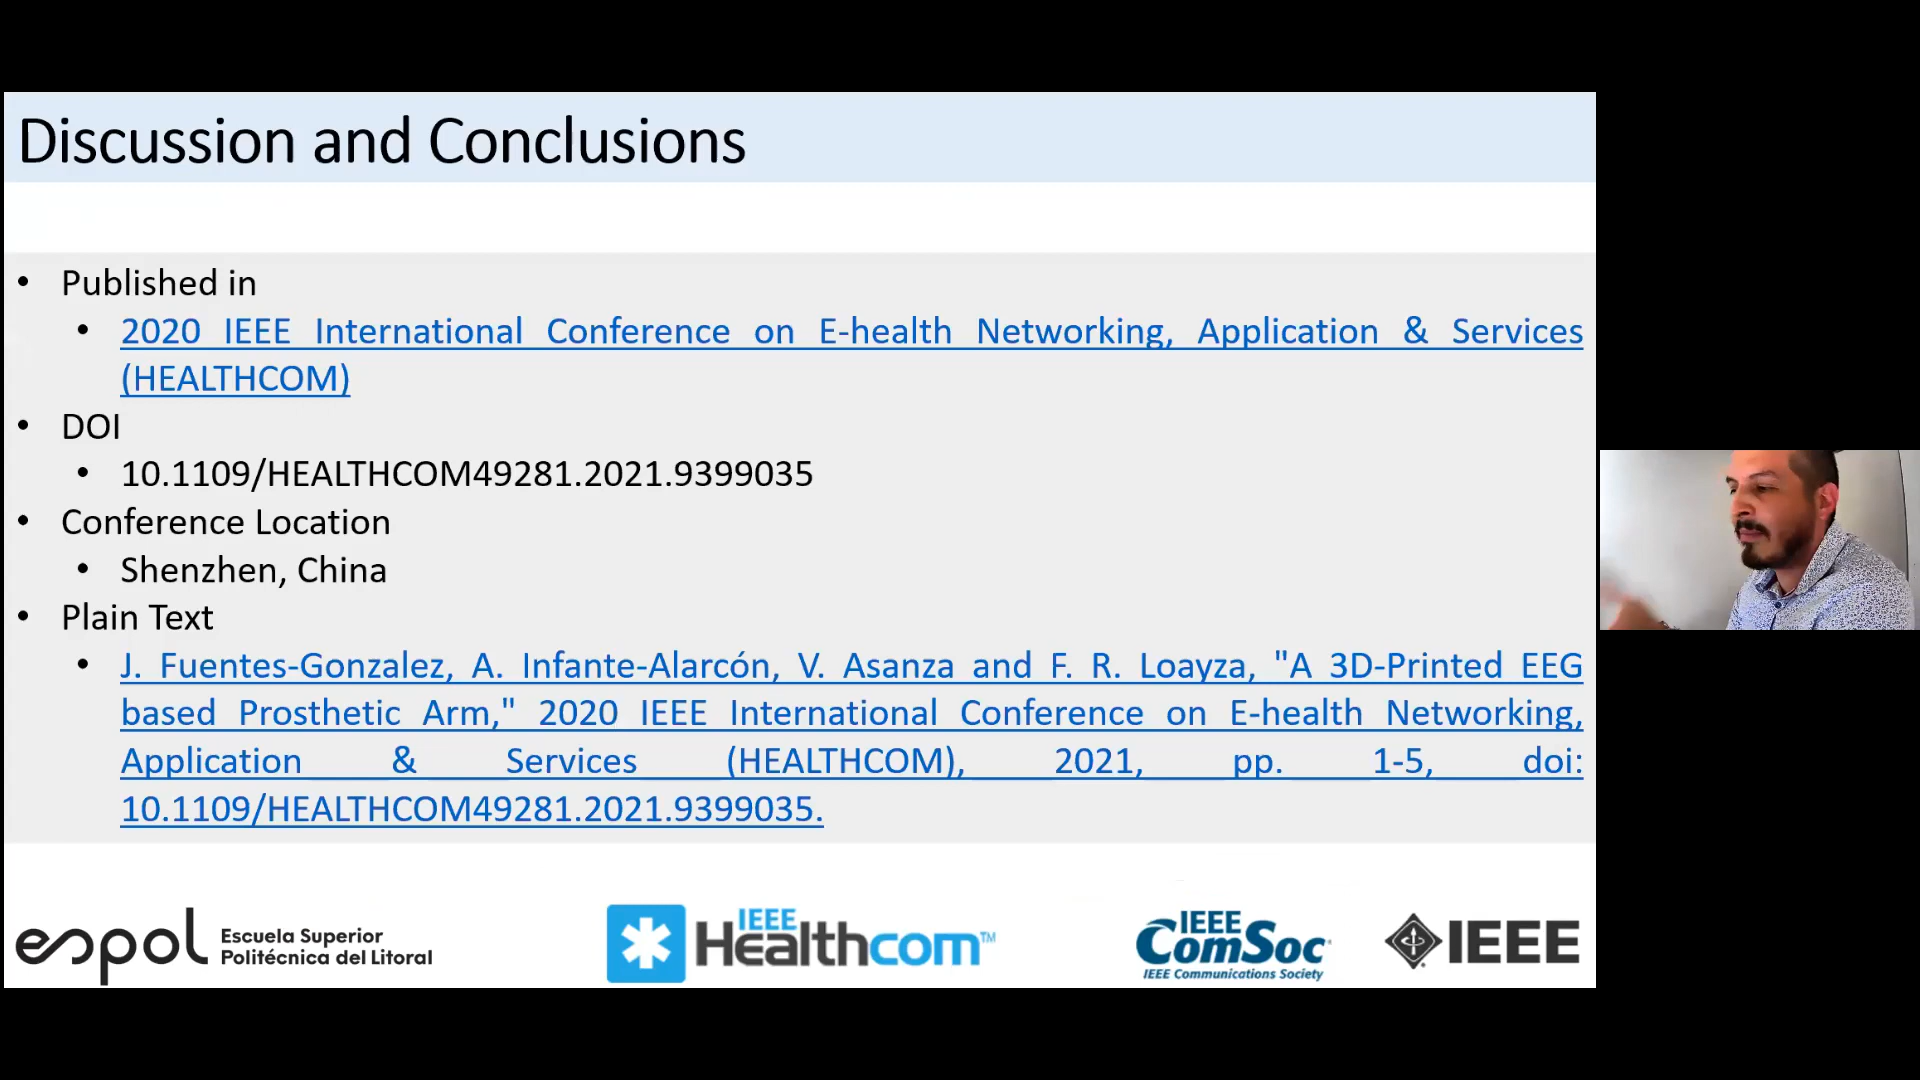 Discussion and Conclusions
• Published in
• 2020 IEEE International Conference on E-health Networking, Application & Services
(HEALTHCOM)
• DOI
• 10.1109/HEALTHCOM49281.2021.9399035
• Conference Location
• Shenzhen, China
• Plain Text
• J. Fuentes-Gonzalez, A. Infante-Alarcón, V. Asanza and F. R. Loayza, "A 3D-Printed EEG
based Prosthetic Arm," 2020 IEEE International Conference on E-health Networking,
Application & Services (HEALTHCOM), 2021, pp. 1-5, doi:
10.1109/HEALTHCOM49281.2021.9399035.
espol Escuela Superior
Politécnica del Litoral
IEEE
Healthcom™
IEEE
ComSoc
IEEE Communications Society
IEEE